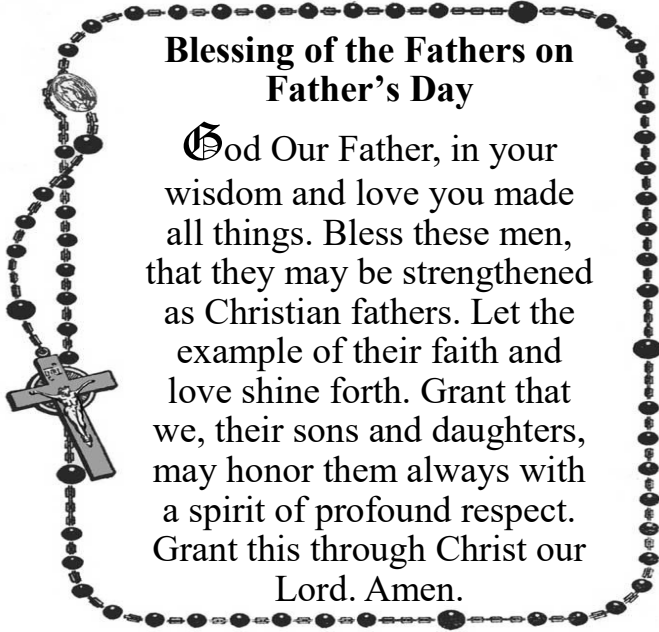 Blessing of the Fathers on
Father’s Day
God Our Father, in your
wisdom and love you made
all things. Bless these men,
that they may be strengthened
as Christian fathers. Let the
example of their faith and
love shine forth. Grant that
we, their sons and daughters,
may honor them always with
a spirit of profound respect.
Grant this through Christ our
Lord. Amen.